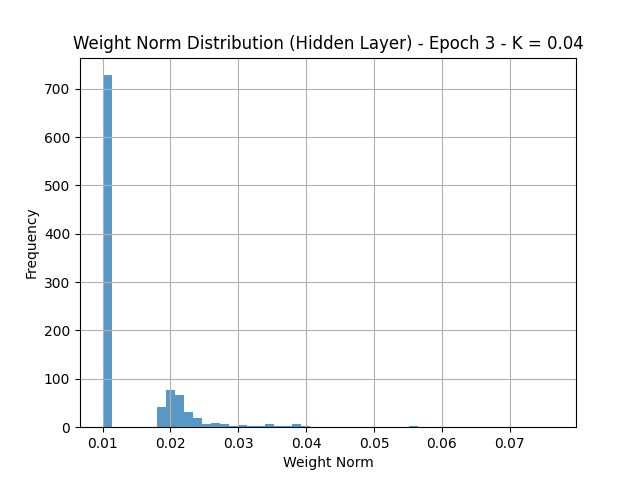 Weight Norm Distribution (Hidden Layer) - Epoch 3 - K = 0.04
700
600
500
400
300
200
100
0
Frequency
0.01 0.02 0.03 0.04 0.05 0.06 0.07
Weight Norm